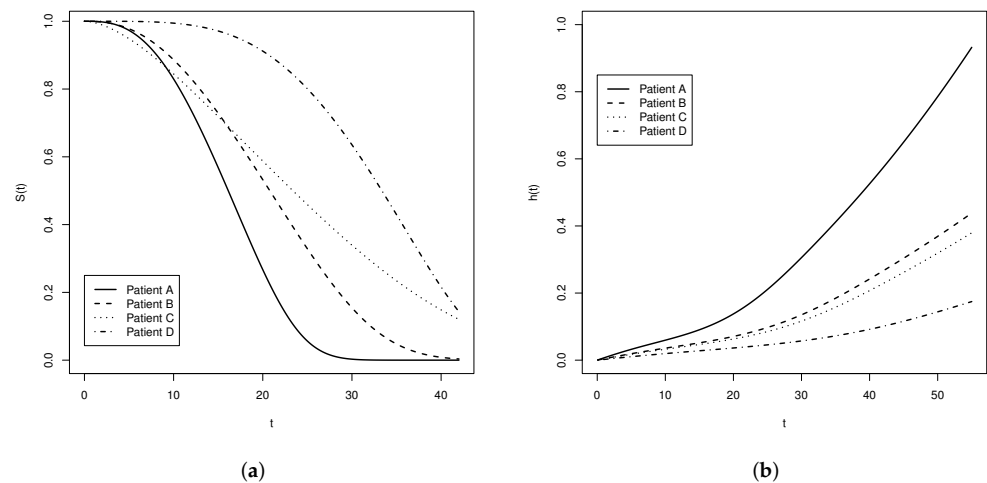 S(t)
1.0
0.8
0.6
0.4
0.2
0.0
Patient A
Patient B
Patient C
Patient D
0 10 20 30 40
t
(a)
h(t)
1.0
0.8
0.6
0.4
0.2
0.0
Patient A
Patient B
Patient C
Patient D
0 10 20 30 40 50
t
(b)